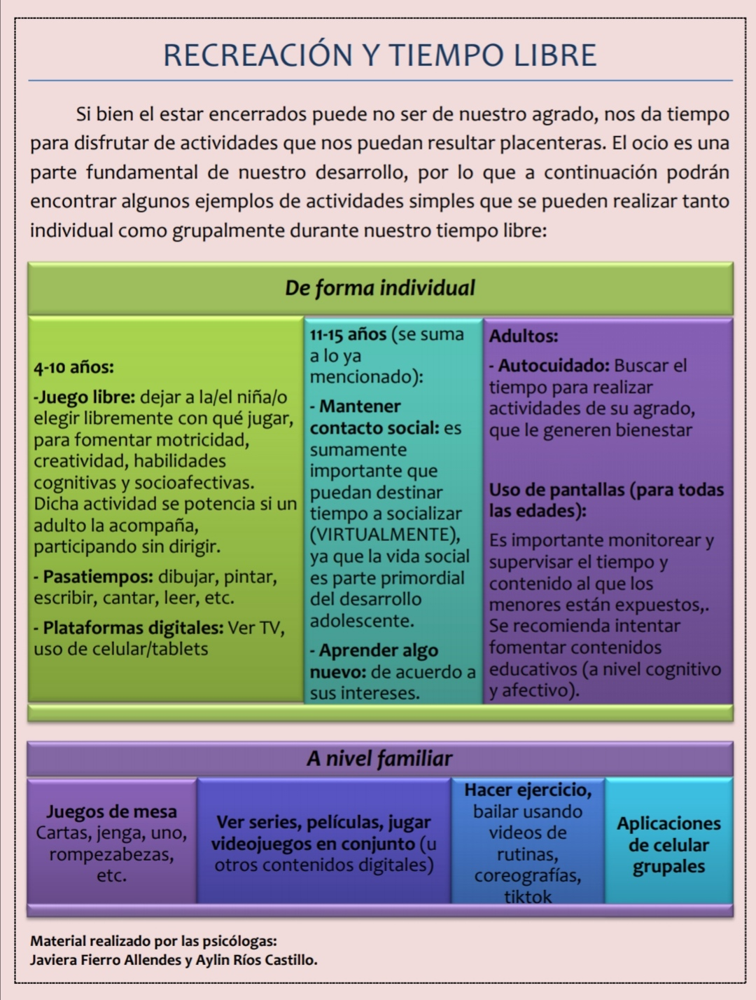 RECREACIÓN Y TIEMPO LIBRE
Si bien el estar encerrados puede no ser de nuestro agrado, nos da tiempo
para disfrutar de actividades que nos puedan resultar placenteras. El ocio es una
parte fundamental de nuestro desarrollo, por lo que a continuación podrán
encontrar algunos ejemplos de actividades simples que se pueden realizar tanto
individual como grupalmente durante nuestro tiempo libre:
De forma individual
4-10 años:
-Juego libre: dejar a la/el niña/o
elegir libremente con qué jugar,
para fomentar motricidad,
creatividad, habilidades
cognitivas y socioafectivas.
Dicha actividad se potencia si un
adulto la acompaña,
participando sin dirigir.
- Pasatiempos: dibujar, pintar,
escribir, cantar, leer, etc.
- Plataformas digitales: Ver TV,
uso de celular/tablets
11-15 años (se suma
a lo ya
mencionado):
- Mantener
contacto social: es
sumamente
importante que
puedan destinar
tiempo a socializar
(VIRTUALMENTE),
ya que la vida social
es parte primordial
del desarrollo
adolescente.
- Aprender algo
nuevo: de acuerdo a
sus intereses.
Adultos:
- Autocuidado: Buscar el
tiempo para realizar
actividades de su agrado,
que le generen bienestar
Uso de pantallas (para todas
las edades):
Es importante monitorear y
supervisar el tiempo y
contenido al que los
menores están expuestos,.
Se recomienda intentar
fomentar contenidos
educativos (a nivel cognitivo
y afectivo).
A nivel familiar
Juegos de mesa
Cartas, jenga, uno,
rompezabezas,
etc.
Ver series, películas, jugar
videojuegos en conjunto (u
otros contenidos digitales)
Hacer ejercicio,
bailar usando
videos de
rutinas,
coreografías,
tiktok
Aplicaciones
de celular
grupales
Material realizado por las psicólogas:
Javiera Fierro Allendes y Aylin Ríos Castillo.